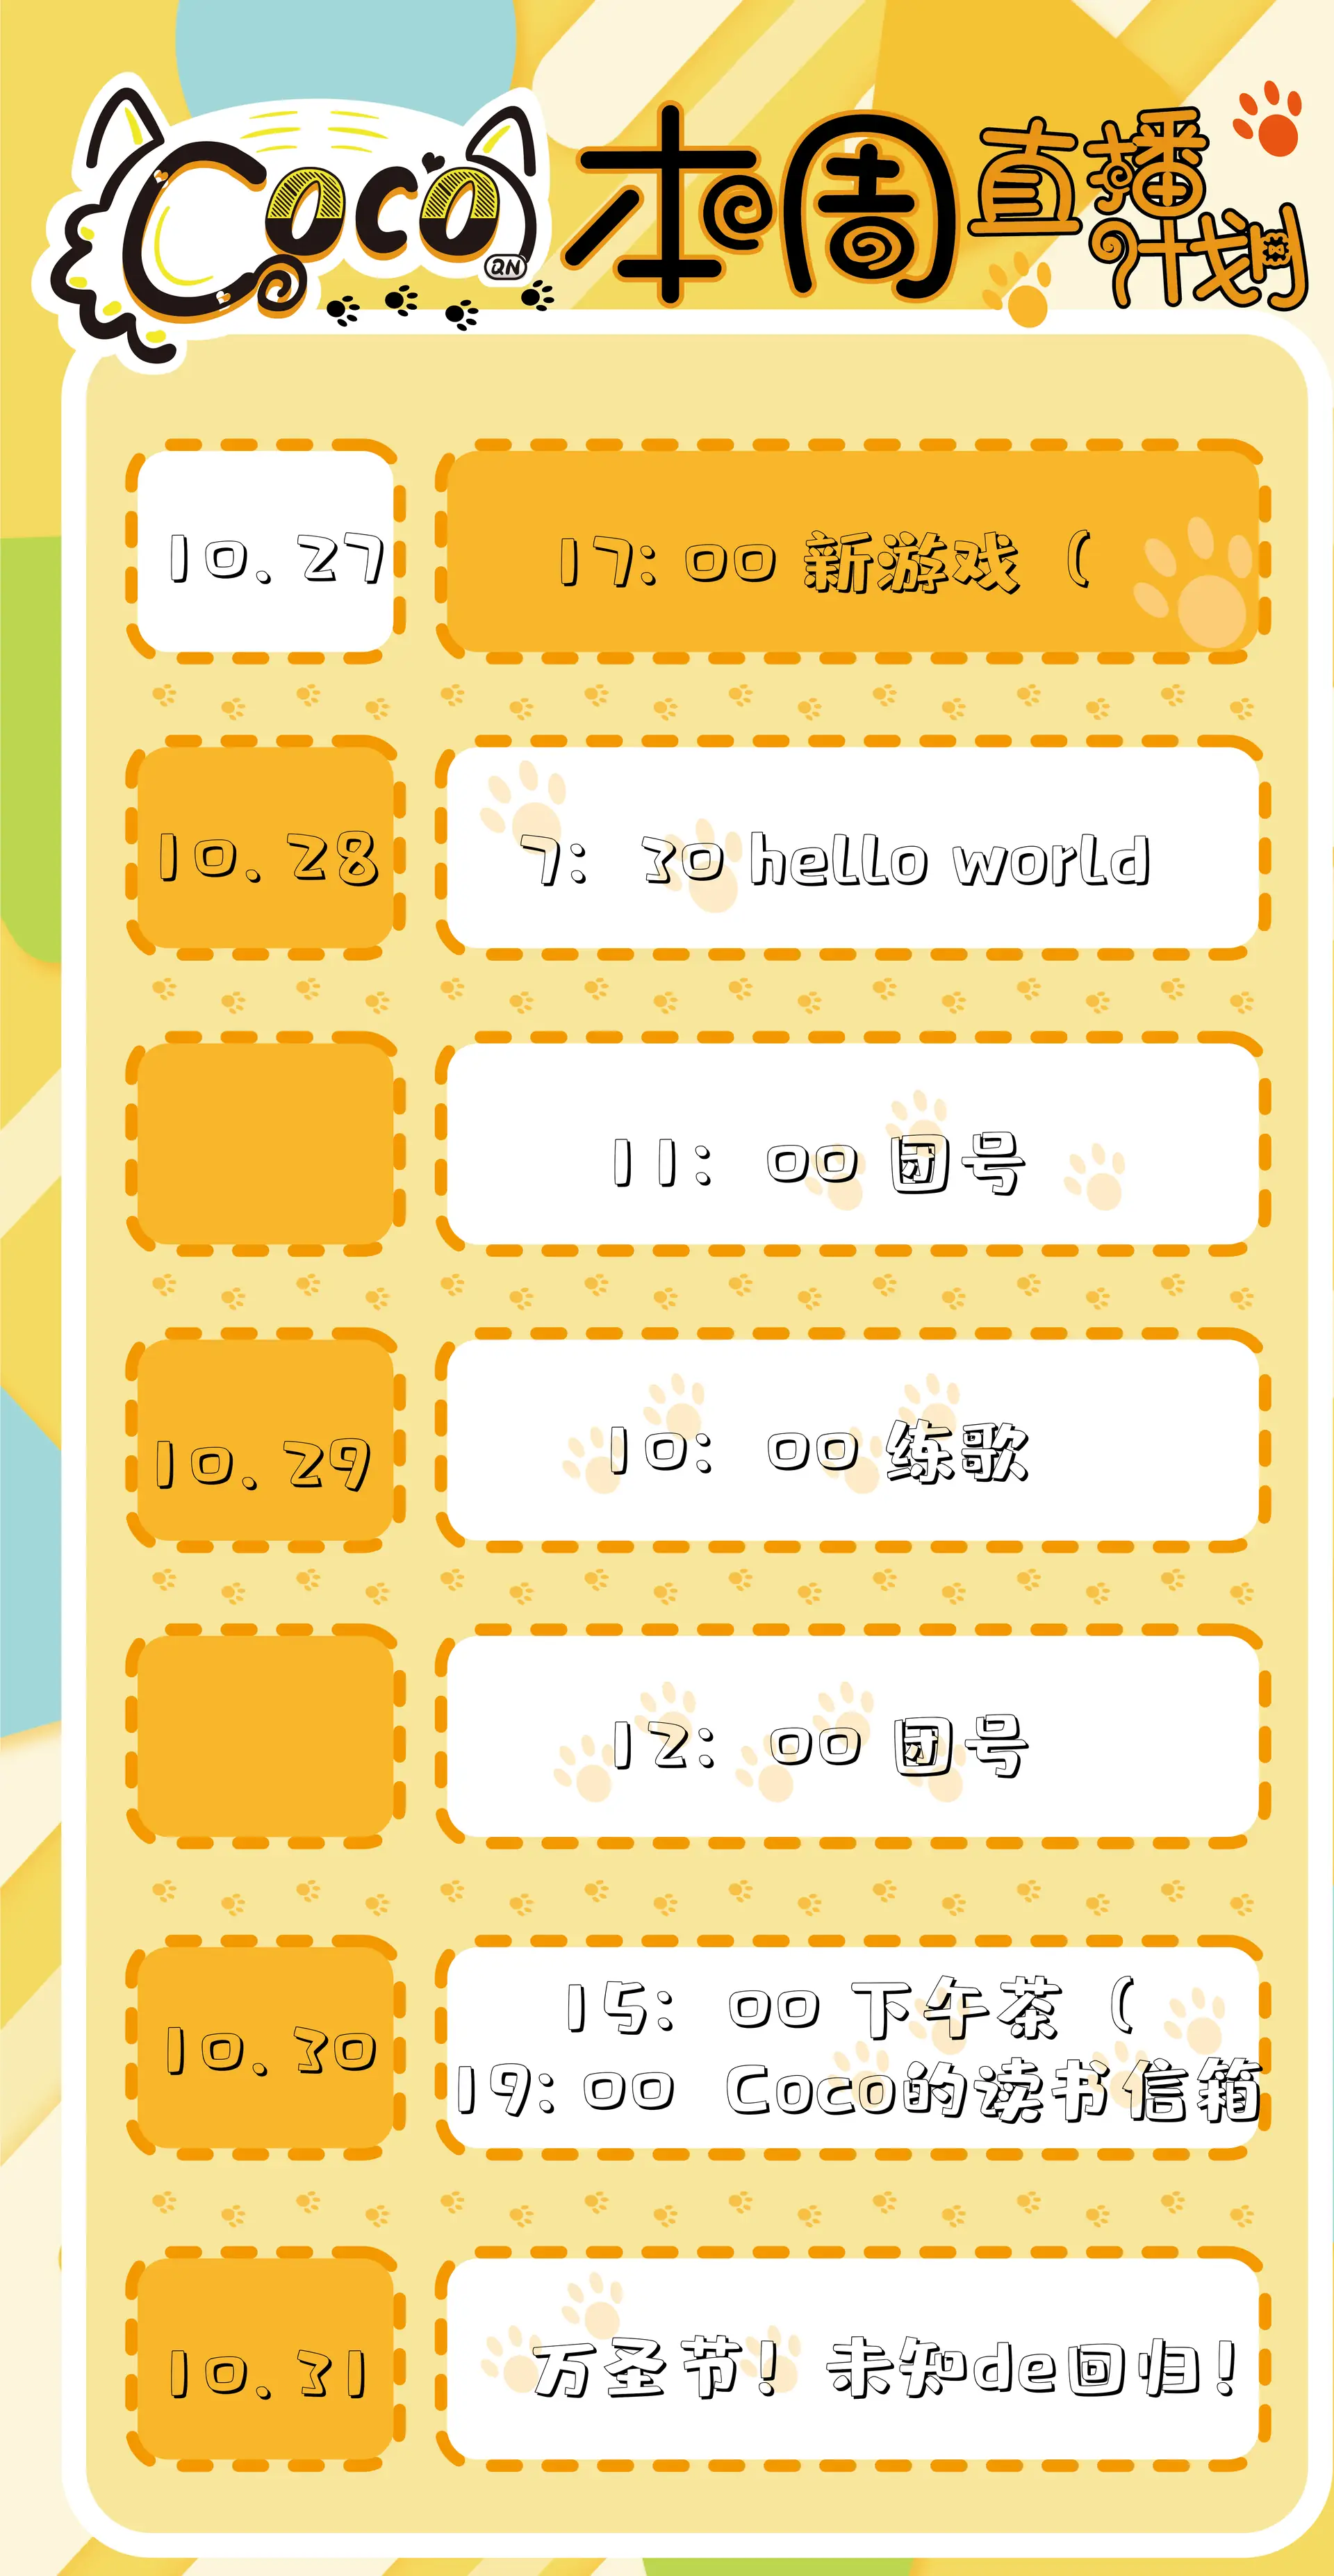 Coco
QN
本周
直播
计划
10.27
17:00 新游戏（
10.28
7：30 hello world
11：00 团号
10.29
10：00 练歌
12：00 团号
10.30
15：00 下午茶（
19:00 Coco的读书信箱
10.31
万圣节！未知de回归！